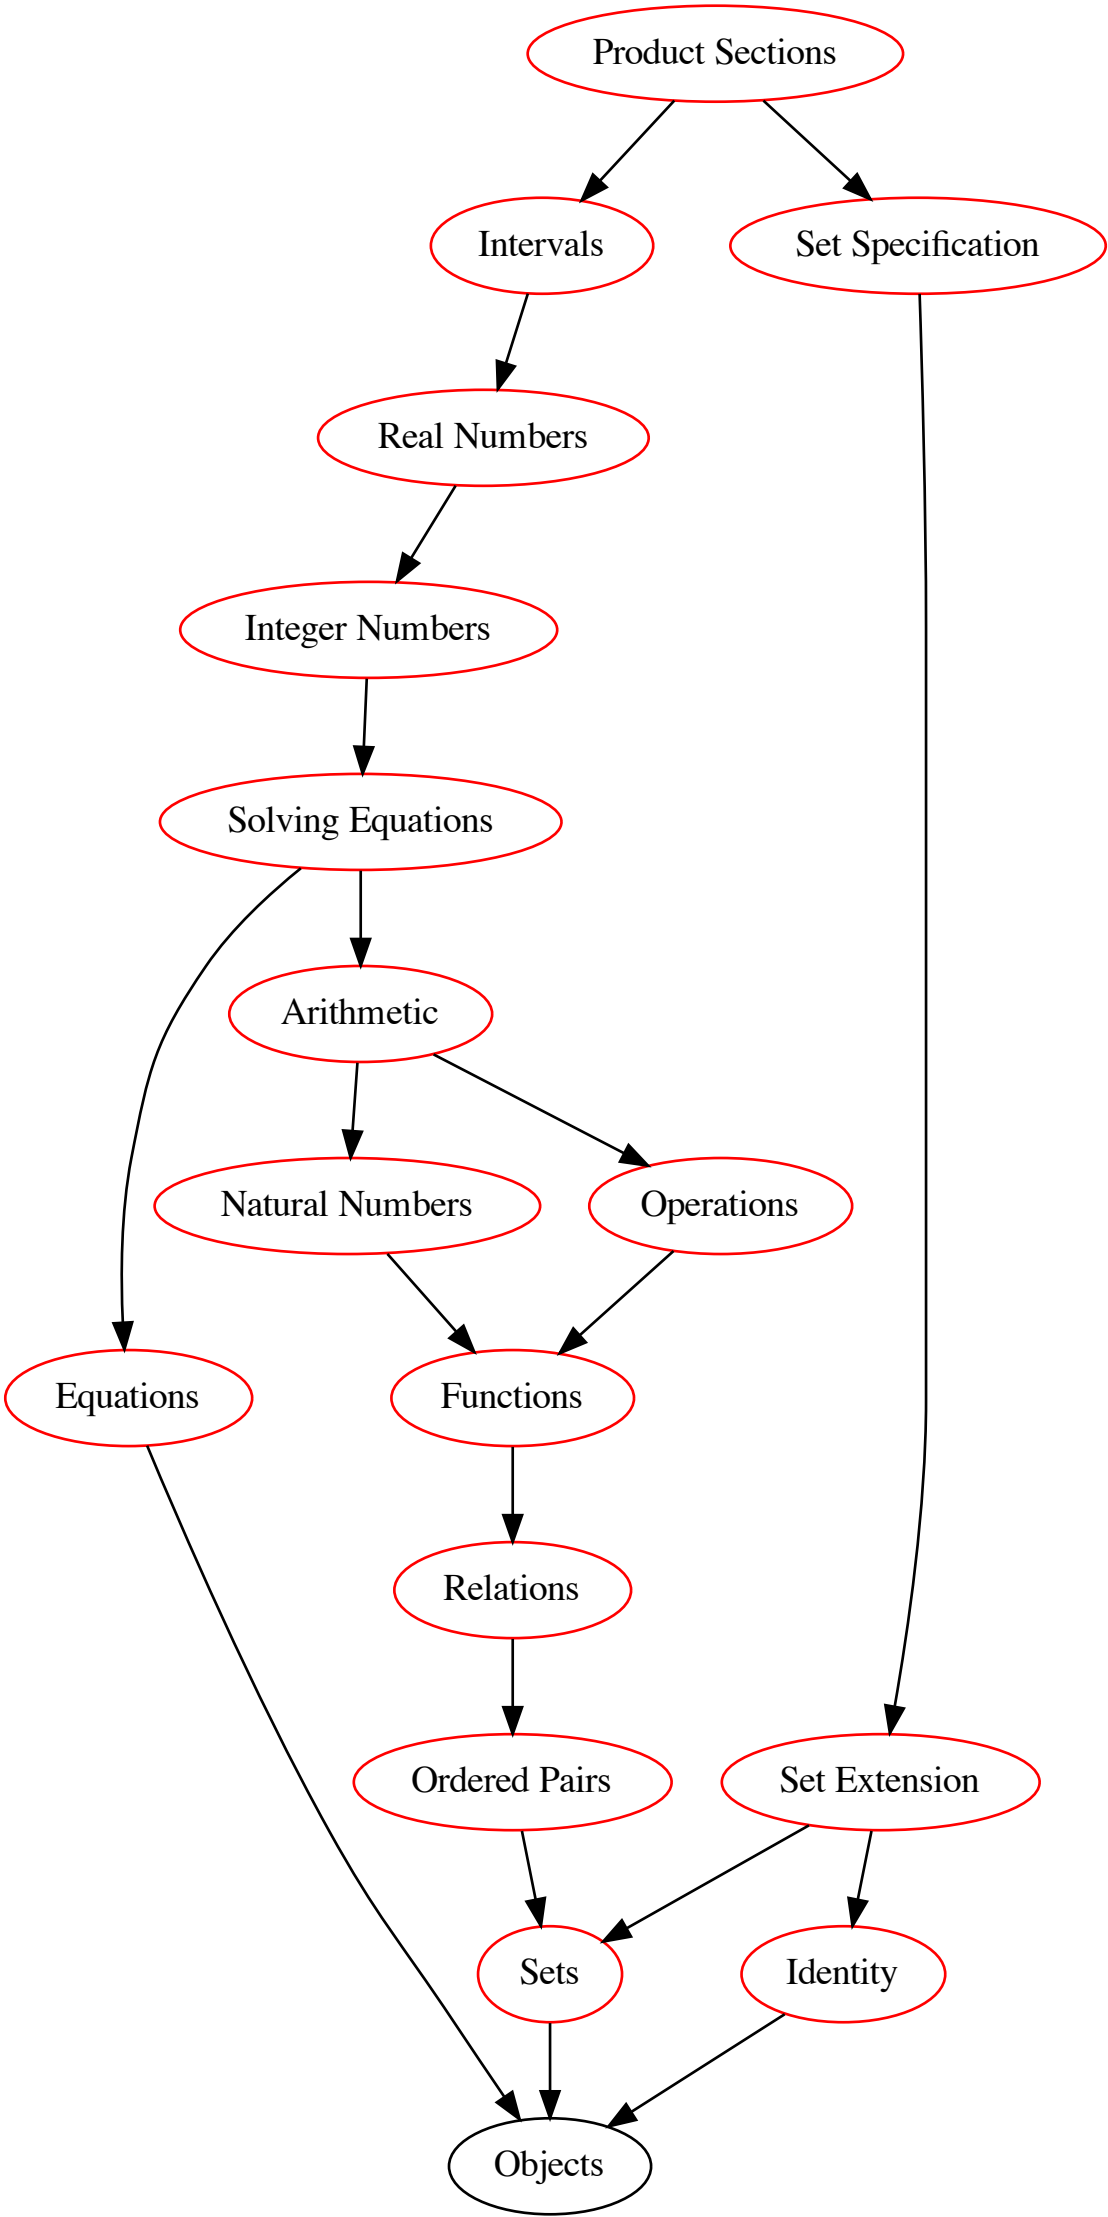 Product Sections
Intervals
Set Specification
Real Numbers
Integer Numbers
Solving Equations
Arithmetic
Natural Numbers
Operations
Equations
Functions
Relations
Ordered Pairs
Set Extension
Sets
Identity
Objects